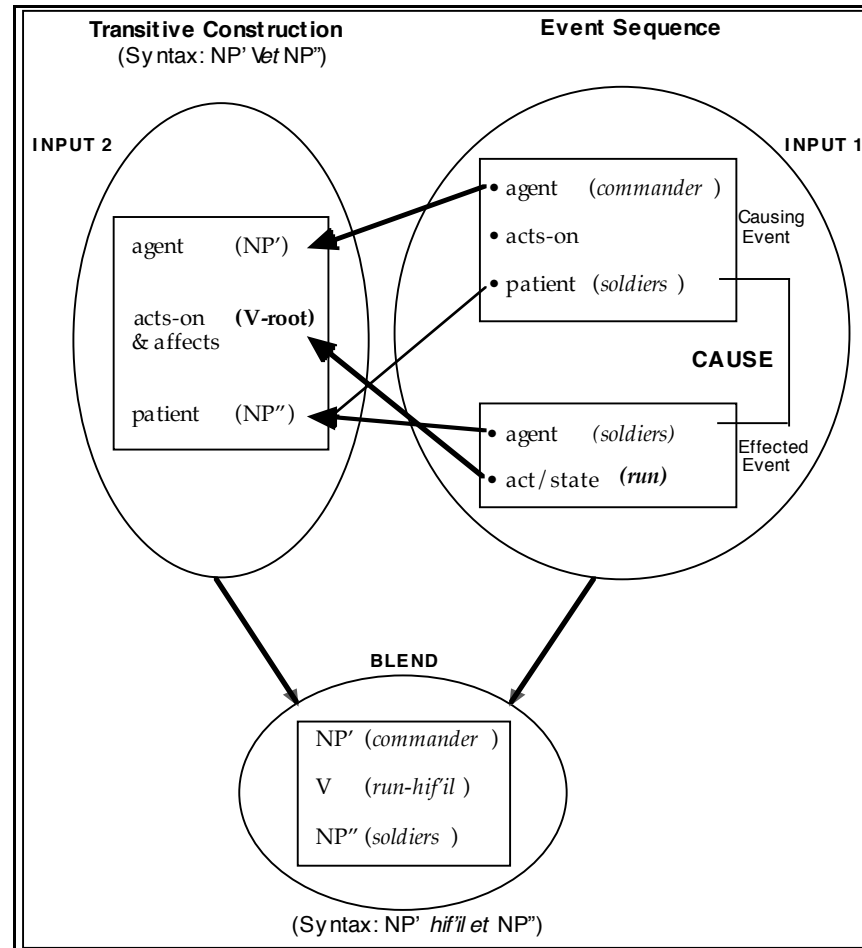 Transitive Construction
(Syntax: NP' Vet NP")
INPUT 2
agent (NP')
acts-on (V-root)
& affects
patient (NP")
Event Sequence
INPUT 1
• agent (commander )
• acts-on
• patient (soldiers )
Causing
Event
CAUSE
• agent (soldiers)
• act/state (run)
Effected
Event
BLEND
NP' (commander )
V (run-hif'il )
NP" (soldiers )
(Syntax: NP' hif'il et NP")